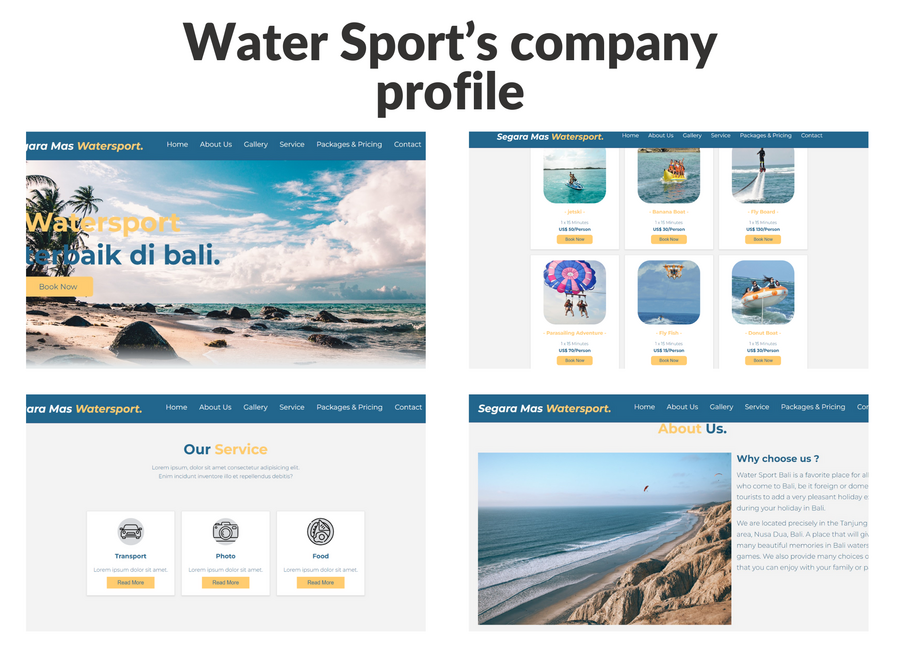 Water Sport's company
profile
gara Mas Watersport. Home About Us Gallery Service Packages & Pricing Contact
Watersport
terbaik di bali.
Book Now
Segara Mas Watersport. Home About Us Gallery Service Packages & Pricing Contact
- Jetski - - Banana Boat - - Fly Board -
1 x 15 Minutes 1 x 15 Minutes 1 x 15 Minutes
US$ 50/Person US$ 30/Person US$ 130/Person
Book Now Book Now Book Now
- Parasailing Adventure - - Fly Fish - - Donut Boat -
1 x 15 Minutes 1 x 15 Minutes 1 x 15 Minutes
US$ 70/Person US$ 15/Person US$ 30/Person
Book Now Book Now Book Now
ara Mas Watersport. Home About Us Gallery Service Packages & Pricing Contact
Our Service
Lorem ipsum, dolor sit amet consectetur adipisicing elit.
Enim incidunt inventore illo et repellendus debitis?
Transport Photo Food
Lorem ipsum dolor sit amet. Lorem ipsum dolor sit amet. Lorem ipsum dolor sit amet.
Read More Read More Read More
Segara Mas Watersport. Home About Us Gallery Service Packages & Pricing Con
About Us.
Why choose us ?
Water Sport Bali is a favorite place for all
who come to Bali, be it foreign or dome
tourists to add a very pleasant holiday e
during your holiday in Bali.
We are located precisely in the Tanjung
area, Nusa Dua, Bali. A place that will giv
many beautiful memories in Bali waters
games. We also provide many choices o
that you can enjoy with your family or p